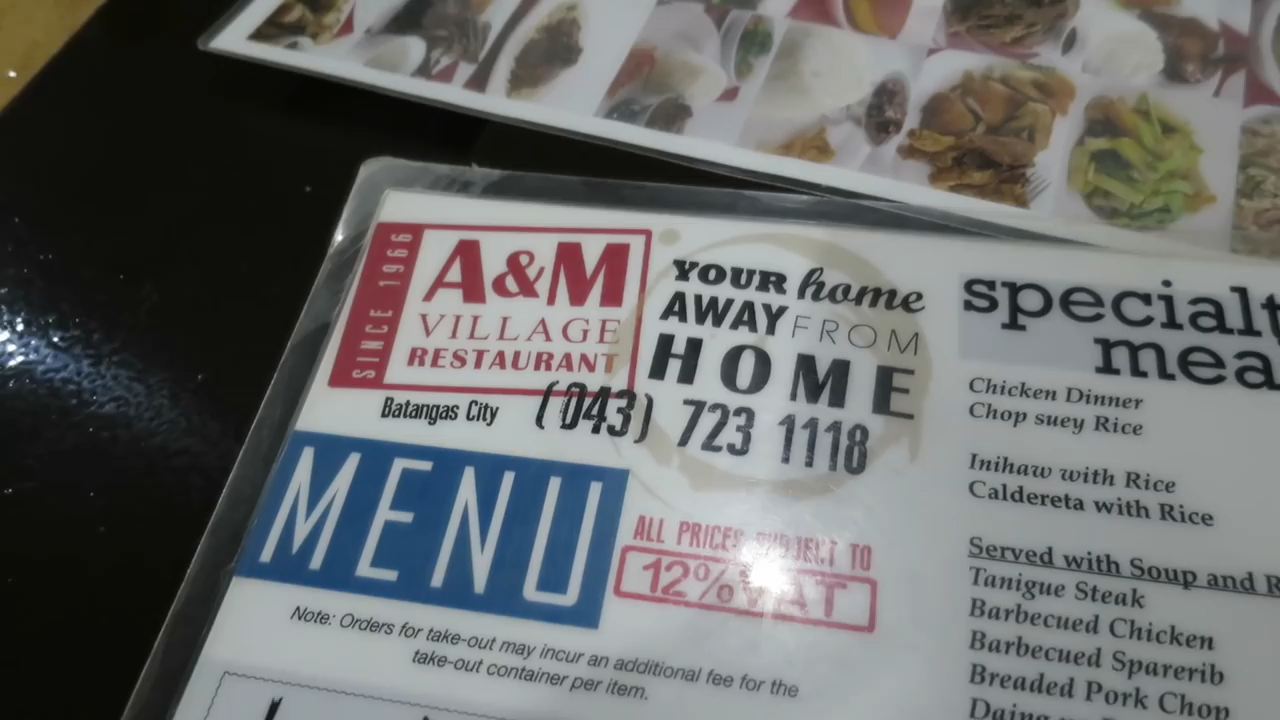 SINCE 1966
A&M
VILLAGE
RESTAURANT
Batangas City
YOUR home
AWAY FROM
HOME
(043) 723 1118
MENU
ALL PRICES SUBJECT TO
12% VAT
Note: Orders for take-out may incur an additional fee for the
take-out container per item.
Chicken Dinner
Chop suey Rice
Inihaw with Rice
Caldereta with Rice
Served with Soup and
Tanigue Steak
Barbecued Chicken
Barbecued Sparerib
Breaded Pork Chop